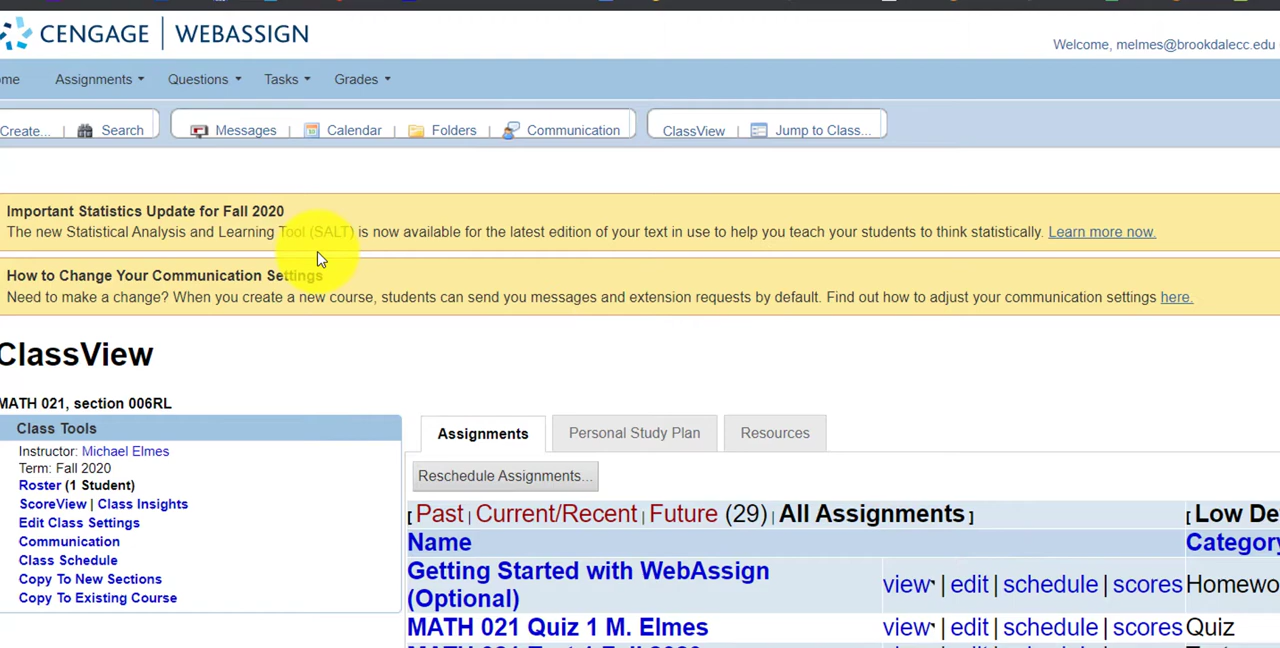 CENGAGE | WEBASSIGN
Welcome, melmes@brookdalecc.edu
ome Assignments Questions Tasks Grades
Create... | Search Messages | Calendar | Folders | Communication ClassView | Jump to Class...
Important Statistics Update for Fall 2020
The new Statistical Analysis and Learning Tool (SALT) is now available for the latest edition of your text in use to help you teach your students to think statistically. Learn more now.
How to Change Your Communication Settings
Need to make a change? When you create a new course, students can send you messages and extension requests by default. Find out how to adjust your communication settings here.
ClassView
MATH 021, section 006RL
Class Tools
Instructor: Michael Elmes
Term: Fall 2020
Roster (1 Student)
ScoreView | Class Insights
Edit Class Settings
Communication
Class Schedule
Copy To New Sections
Copy To Existing Course
Assignments Personal Study Plan Resources
Reschedule Assignments...
[ Past | Current/Recent | Future (29) | All Assignments ] [ Low De
Name Category
Getting Started with WebAssign
(Optional) view | edit | schedule | scores Homewo
MATH 021 Quiz 1 M. Elmes view | edit | schedule | scores Quiz